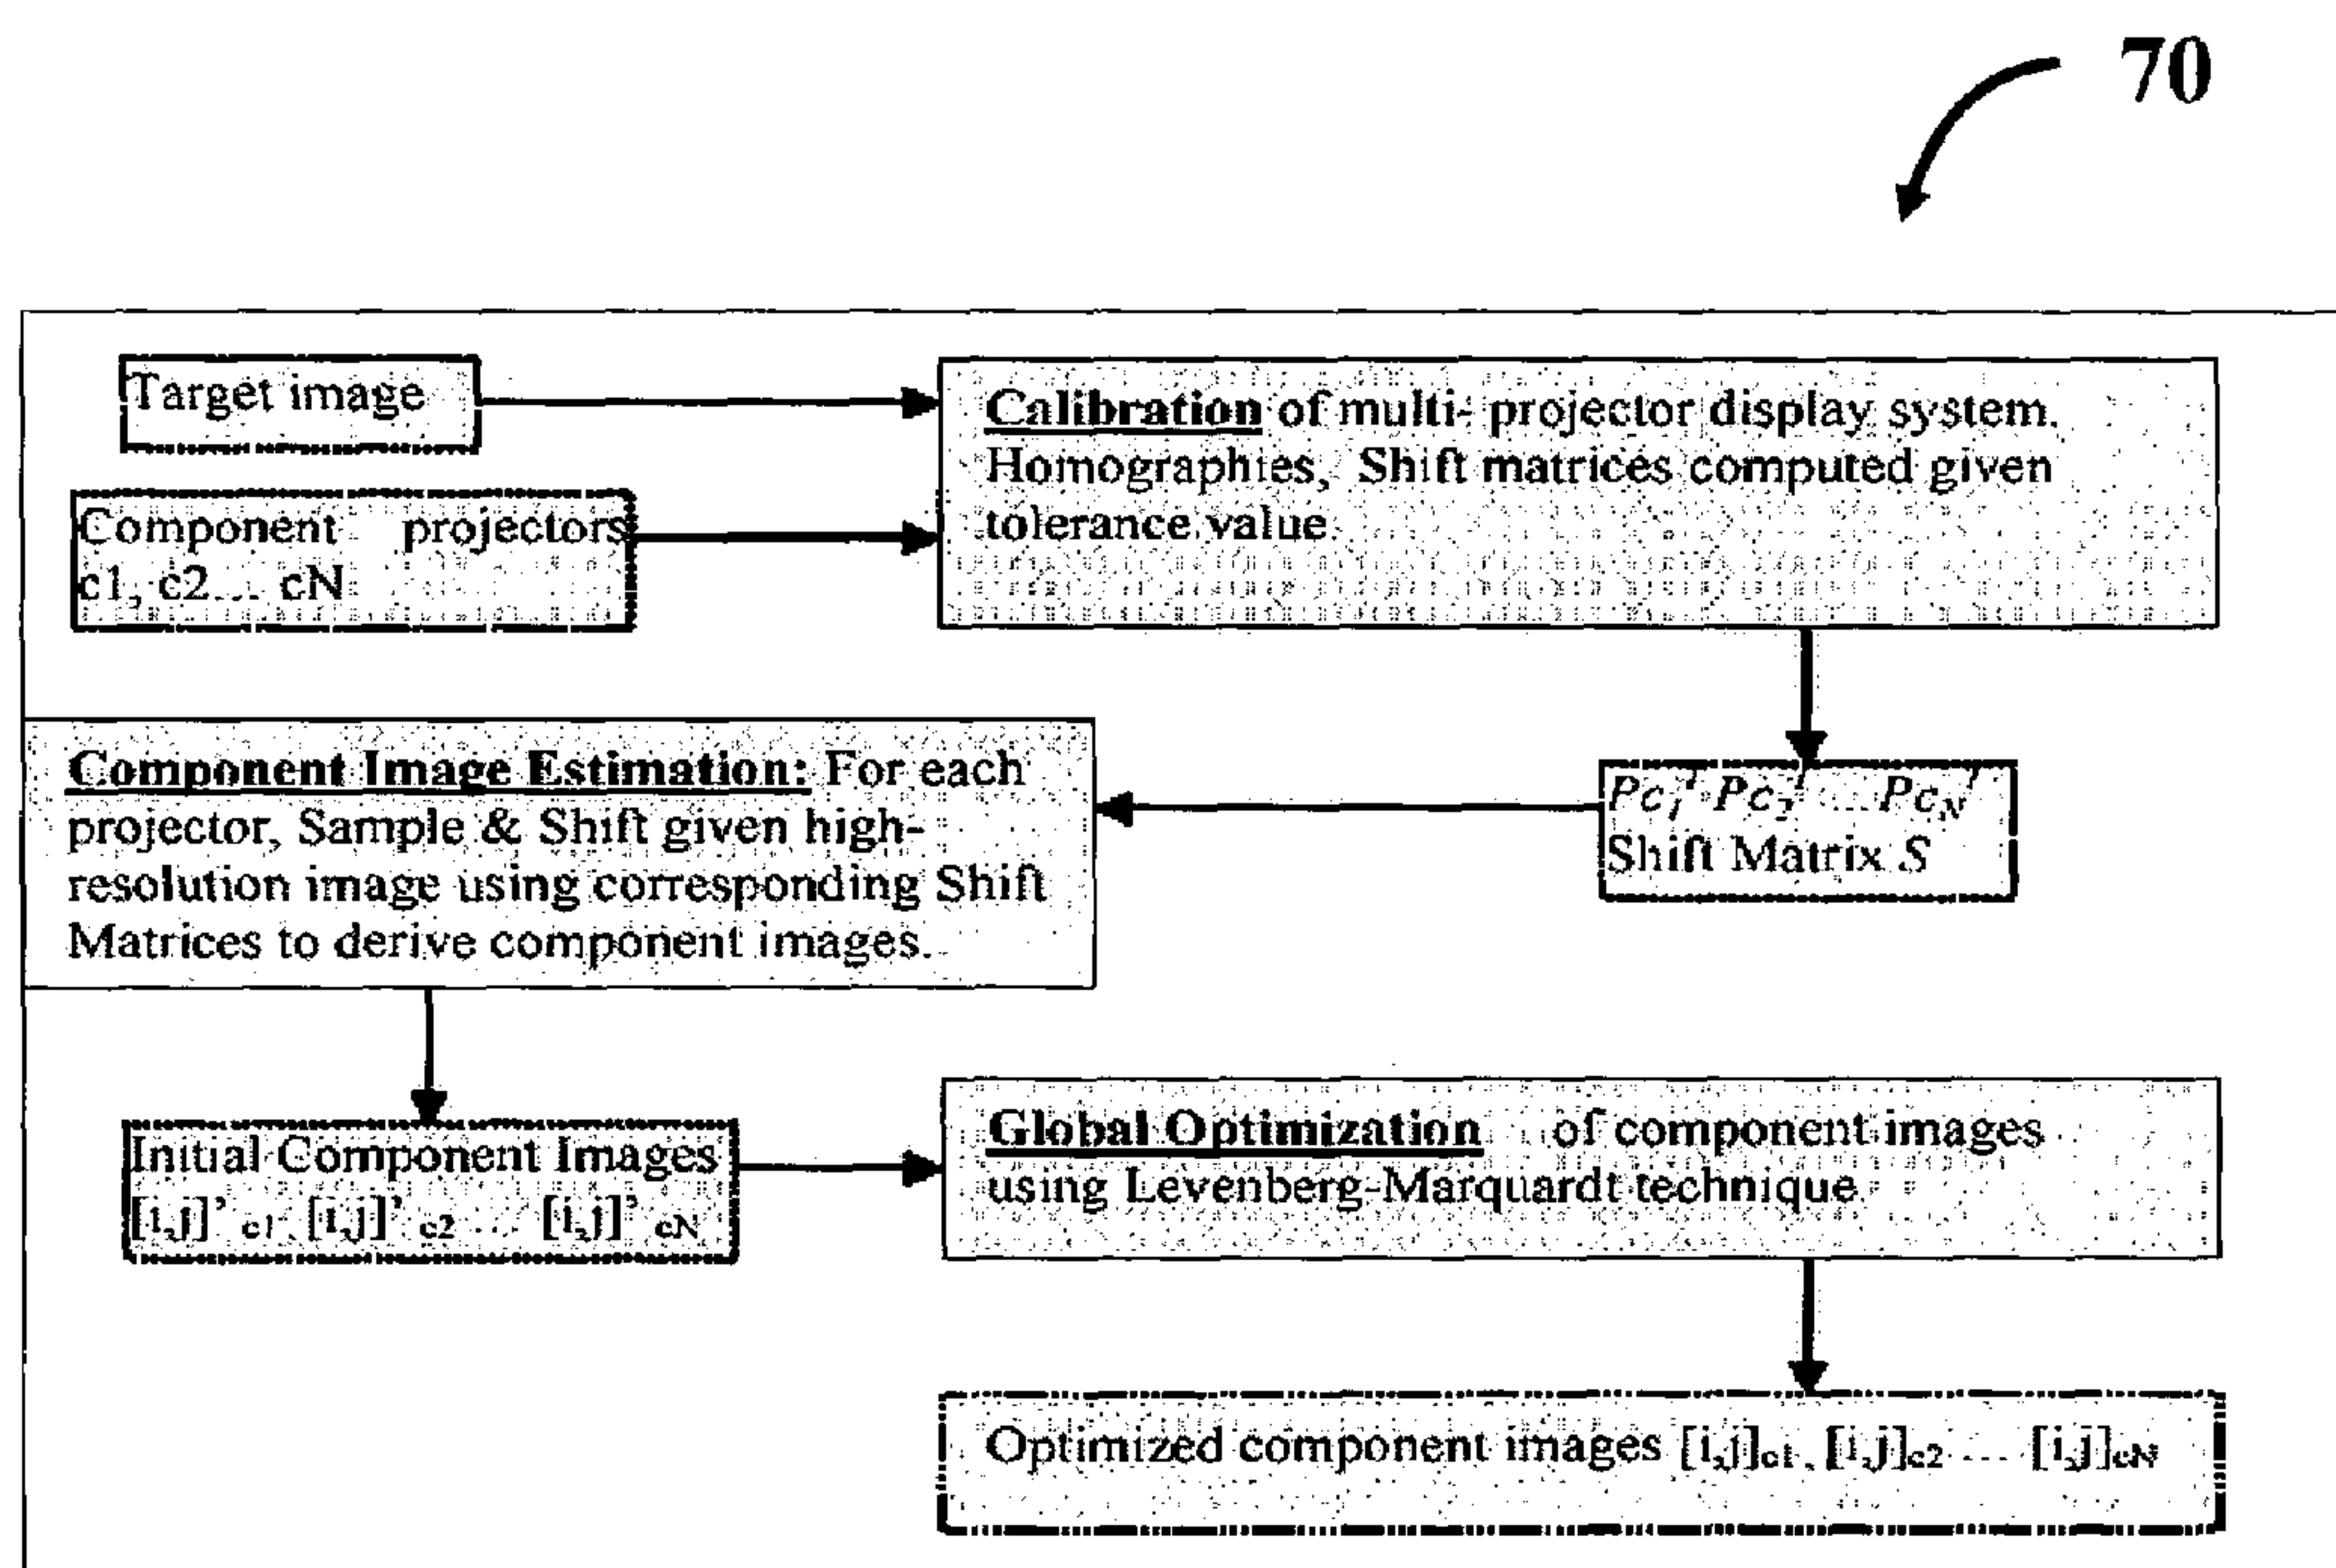 70
Target image
Component projectors
c1, c2... cN
Calibration of multi- projector display system.
Homographies, Shift matrices computed given
tolerance value.
Pc₁' Pc₂' ...Pc_N'
Shift Matrix S
Component Image Estimation: For each
projector, Sample & Shift given high-
resolution image using corresponding Shift
Matrices to derive component images.
Initial Component Images
[i,j]' c1, [i,j]' c2 ... [i,j]' cN
Global Optimization of component images
using Levenberg-Marquardt technique
Optimized component images [i,j]c1, [i,j]c2 ... [i,j]cN